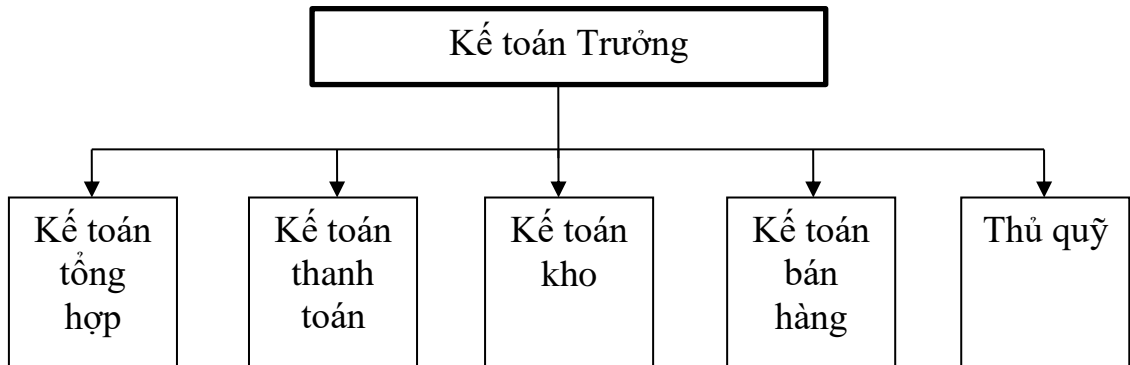 Kế toán Trưởng
Kế toán
tổng
hợp
Kế toán
thanh
toán
Kế toán
kho
Kế toán
bán
hàng
Thủ quỹ